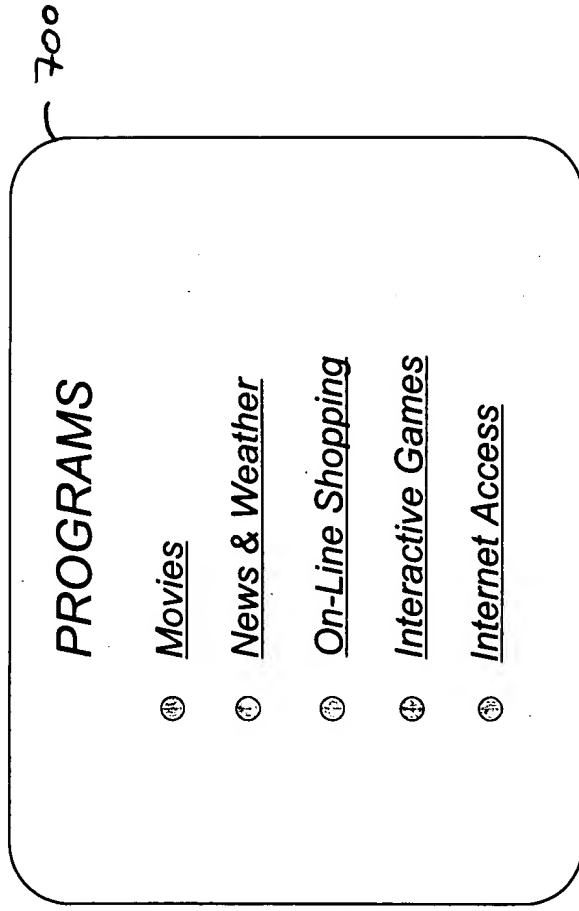 700
PROGRAMS
Movies
News & Weather
On-Line Shopping
Interactive Games
Internet Access